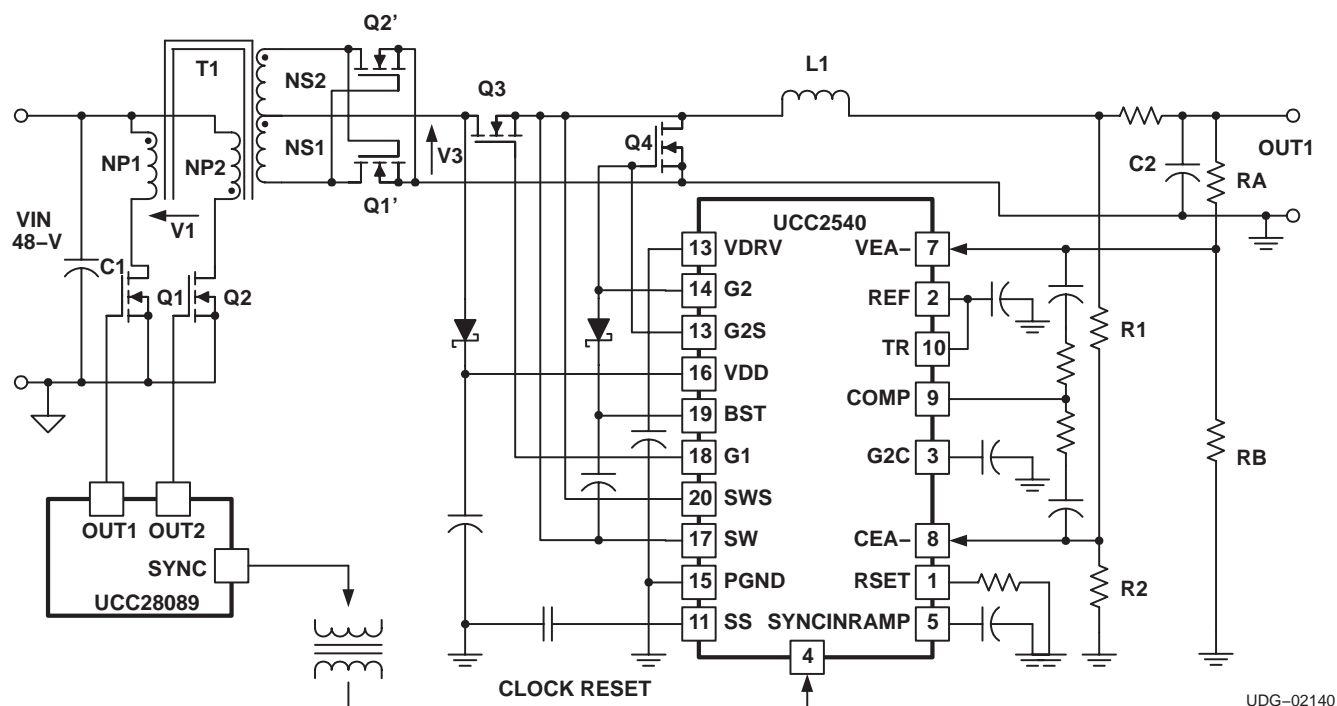 Q2'
T1
NS2
NS1
Q3
L1
V3
Q4
Q1'
C2
OUT1
RA
NP1
NP2
V1
VIN
48–V
C1
Q1
Q2
UCC2540
13 VDRV
14 G2
13 G2S
16 VDD
19 BST
18 G1
20 SWS
17 SW
15 PGND
11 SS
VEA– 7
REF 2
TR 10
COMP 9
G2C 3
CEA– 8
RSET 1
SYNCINRAMP 5
4
R1
RB
R2
OUT1 OUT2
SYNC
UCC28089
CLOCK RESET
UDG–02140